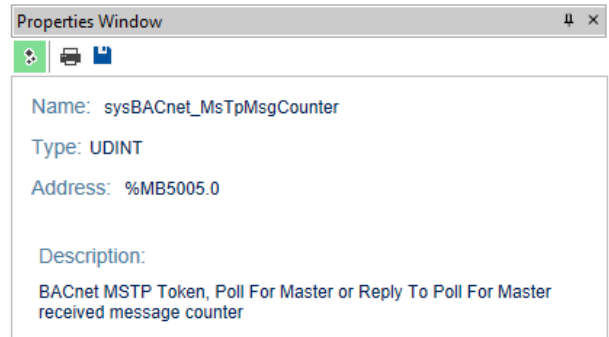 Properties Window
Name: sysBACnet_MsTpMsgCounter
Type: UDINT
Address: %MB5005.0
Description:
BACnet MSTP Token, Poll For Master or Reply To Poll For Master
received message counter